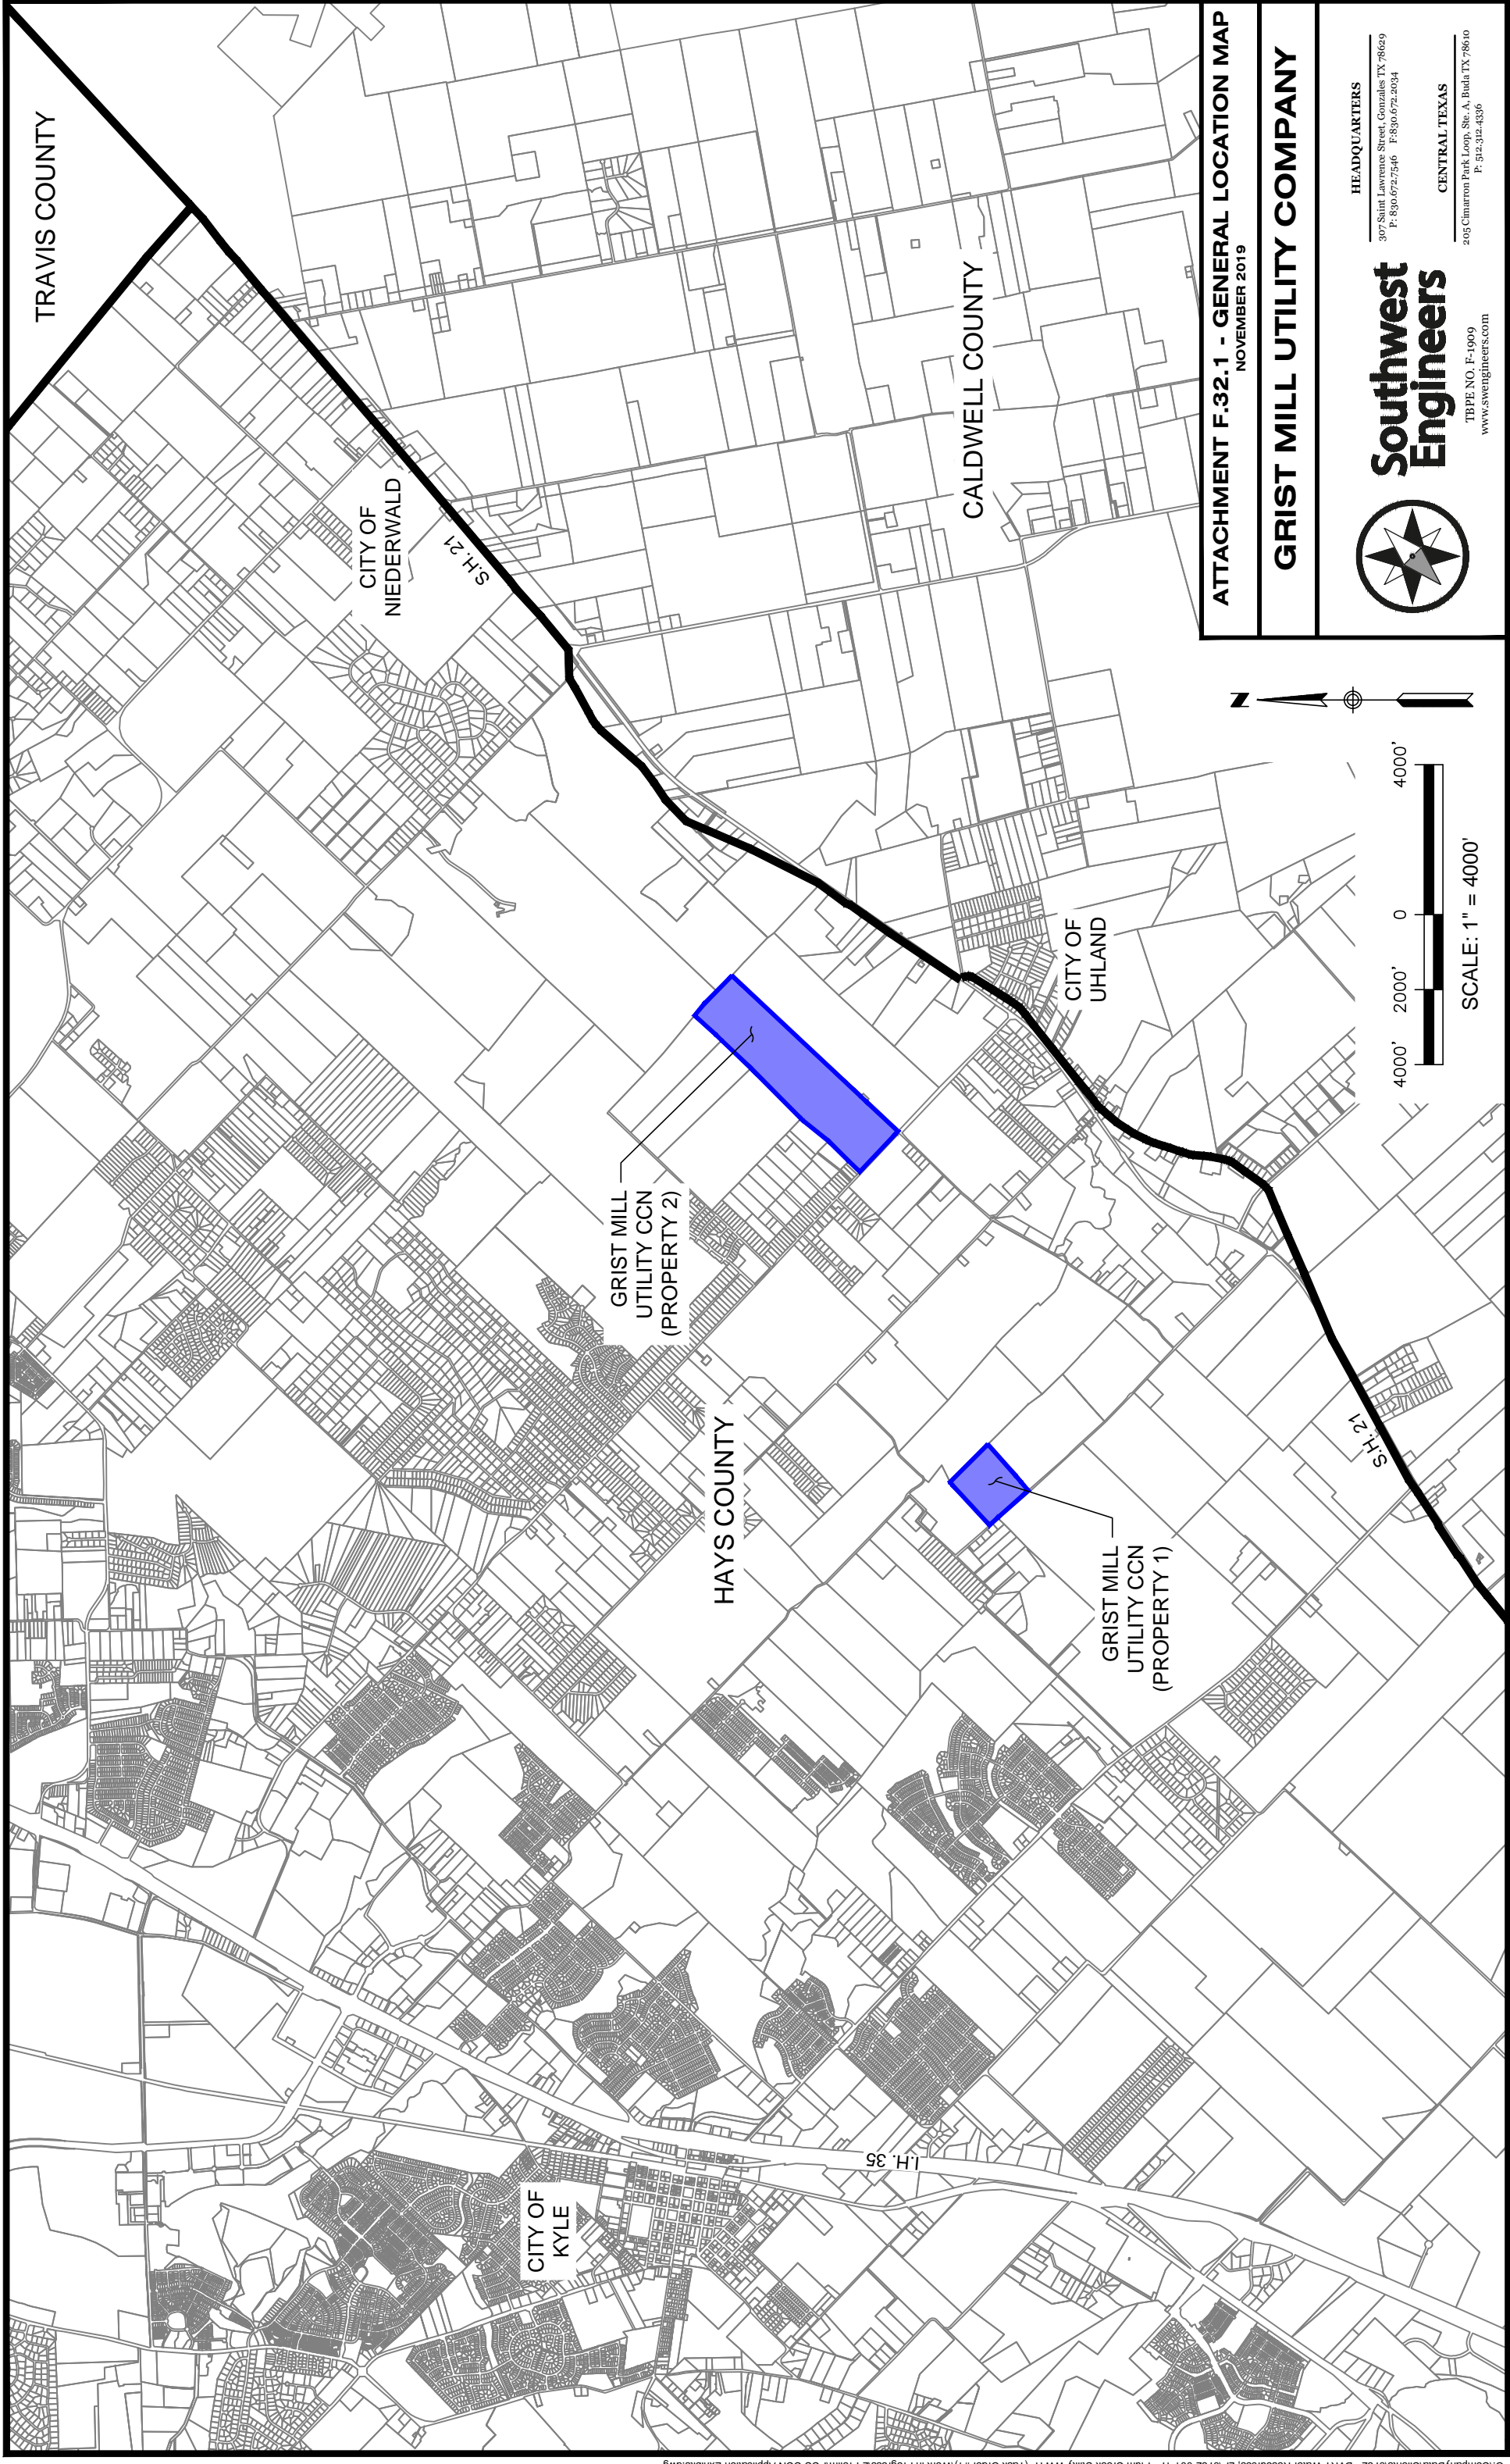 TRAVIS COUNTY
CITY OF
NIEDERWALD
S.H. 21
CALDWELL COUNTY
CITY OF
UHLAND
GRIST MILL
UTILITY CCN
(PROPERTY 2)
HAYS COUNTY
GRIST MILL
UTILITY CCN
(PROPERTY 1)
S.H. 21
I.H. 35
CITY OF
KYLE
N
4000'
2000'
0
4000'
SCALE: 1" = 4000'
ATTACHMENT F.32.1 - GENERAL LOCATION MAP
NOVEMBER 2019
GRIST MILL UTILITY COMPANY
Southwest
Engineers
TBPE NO. F-1909
www.swengineers.com
HEADQUARTERS
307 Saint Lawrence Street, Gonzales TX 78629
P: 830.672.7546 F:830.672.2034
CENTRAL TEXAS
205 Cimarron Park Loop, Ste. A, Buda TX 78610
P: 512.312.4336